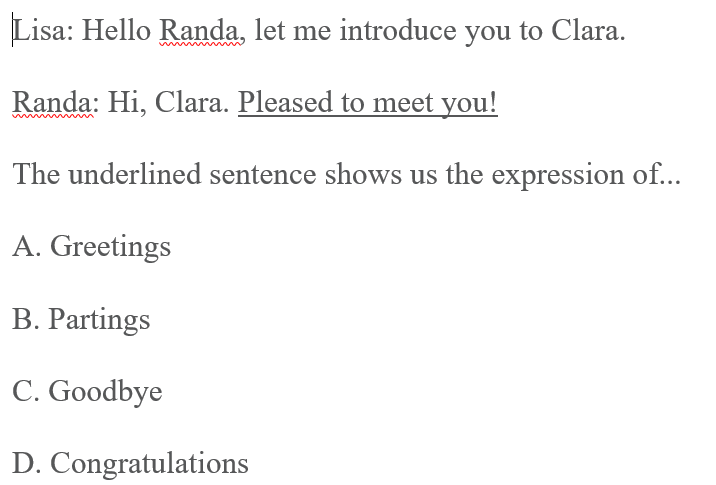 Lisa: Hello Randa, let me introduce you to Clara.
Randa: Hi, Clara. Pleased to meet you!
The underlined sentence shows us the expression of...
A. Greetings
B. Partings
C. Goodbye
D. Congratulations